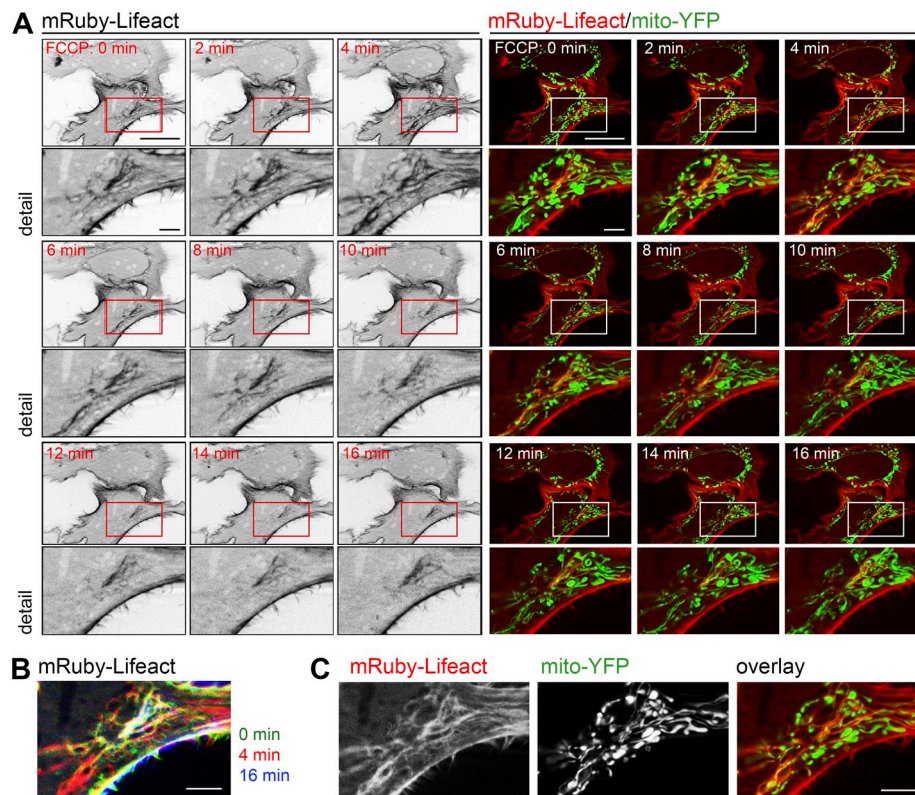 A mRuby-Lifeact mRuby-Lifeact/mito-YFP
FCCP: 0 min 2 min 4 min FCCP: 0 min 2 min 4 min
detail
6 min 8 min 10 min 6 min 8 min 10 min
detail
12 min 14 min 16 min 12 min 14 min 16 min
detail
B mRuby-Lifeact
0 min
4 min
16 min
C mRuby-Lifeact mito-YFP overlay